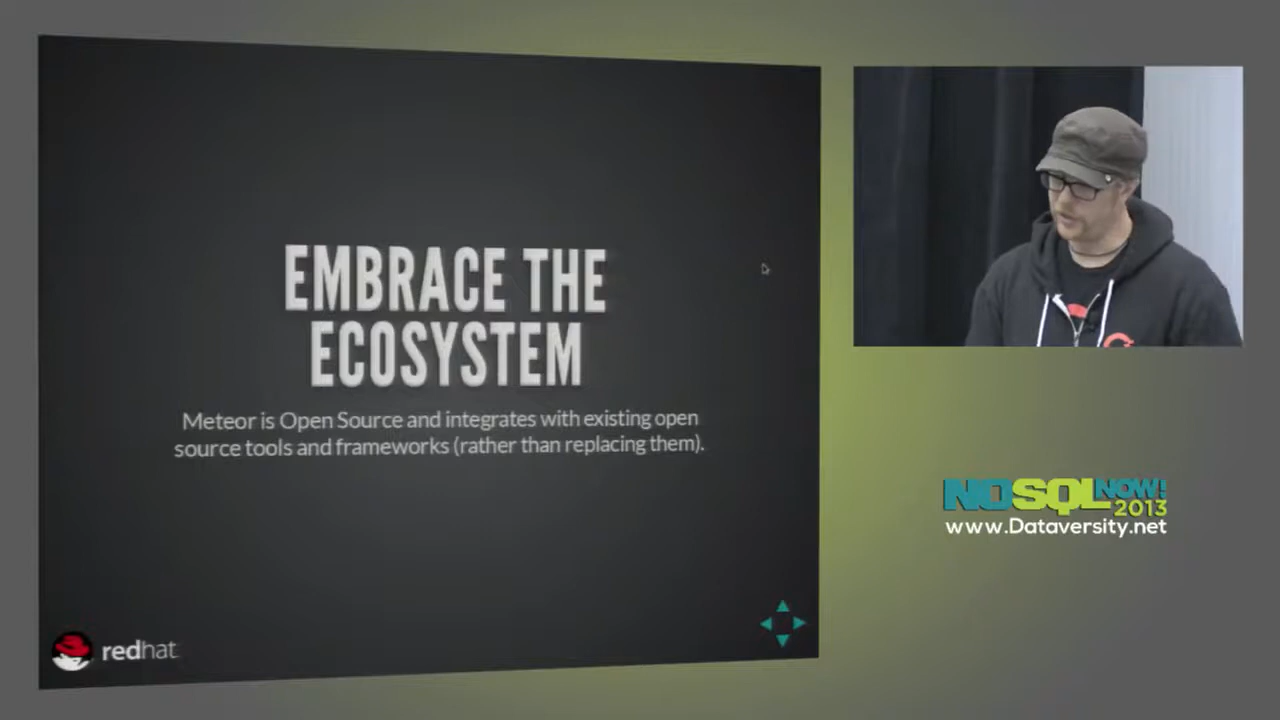 EMBRACE THE
ECOSYSTEM
Meteor is Open Source and integrates with existing open
source tools and frameworks (rather than replacing them).
redhat
NOSQL NOW!
2013
www.Dataversity.net